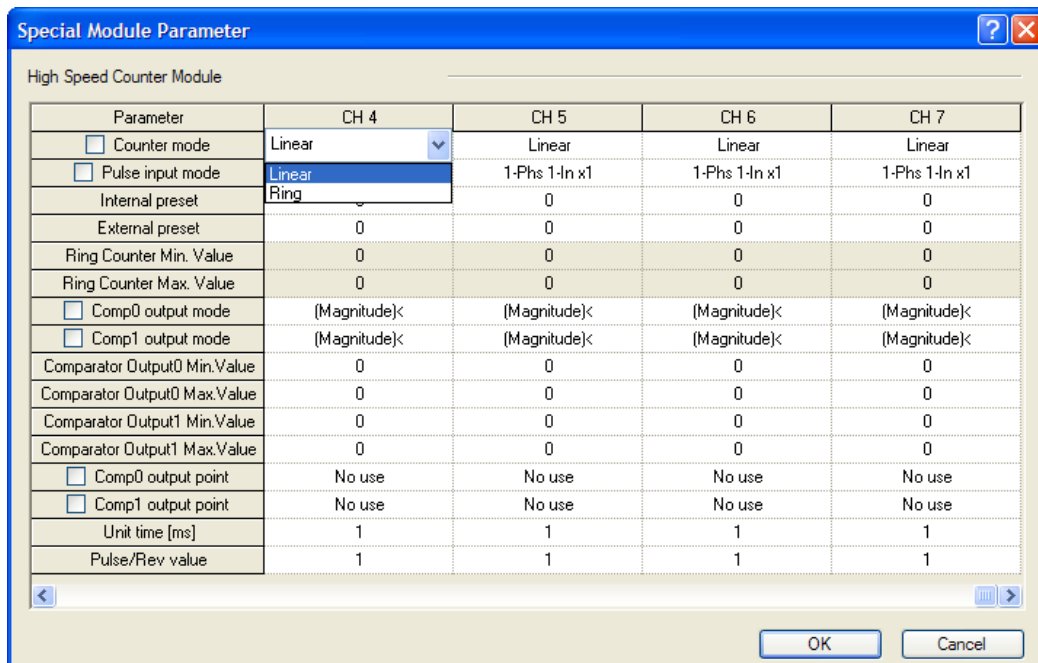 Special Module Parameter
High Speed Counter Module
Parameter CH 4 CH 5 CH 6 CH 7
Counter mode Linear Linear Linear Linear
Pulse input mode Linear 1-Phs 1-In x1 1-Phs 1-In x1 1-Phs 1-In x1
Ring
Internal preset 0 0 0
External preset 0 0 0 0
Ring Counter Min. Value 0 0 0 0
Ring Counter Max. Value 0 0 0 0
Comp0 output mode (Magnitude)< (Magnitude)< (Magnitude)< (Magnitude)<
Comp1 output mode (Magnitude)< (Magnitude)< (Magnitude)< (Magnitude)<
Comparator Output0 Min.Value 0 0 0 0
Comparator Output0 Max.Value 0 0 0 0
Comparator Output1 Min.Value 0 0 0 0
Comparator Output1 Max.Value 0 0 0 0
Comp0 output point No use No use No use No use
Comp1 output point No use No use No use No use
Unit time [ms] 1 1 1 1
Pulse/Rev value 1 1 1 1
OK Cancel